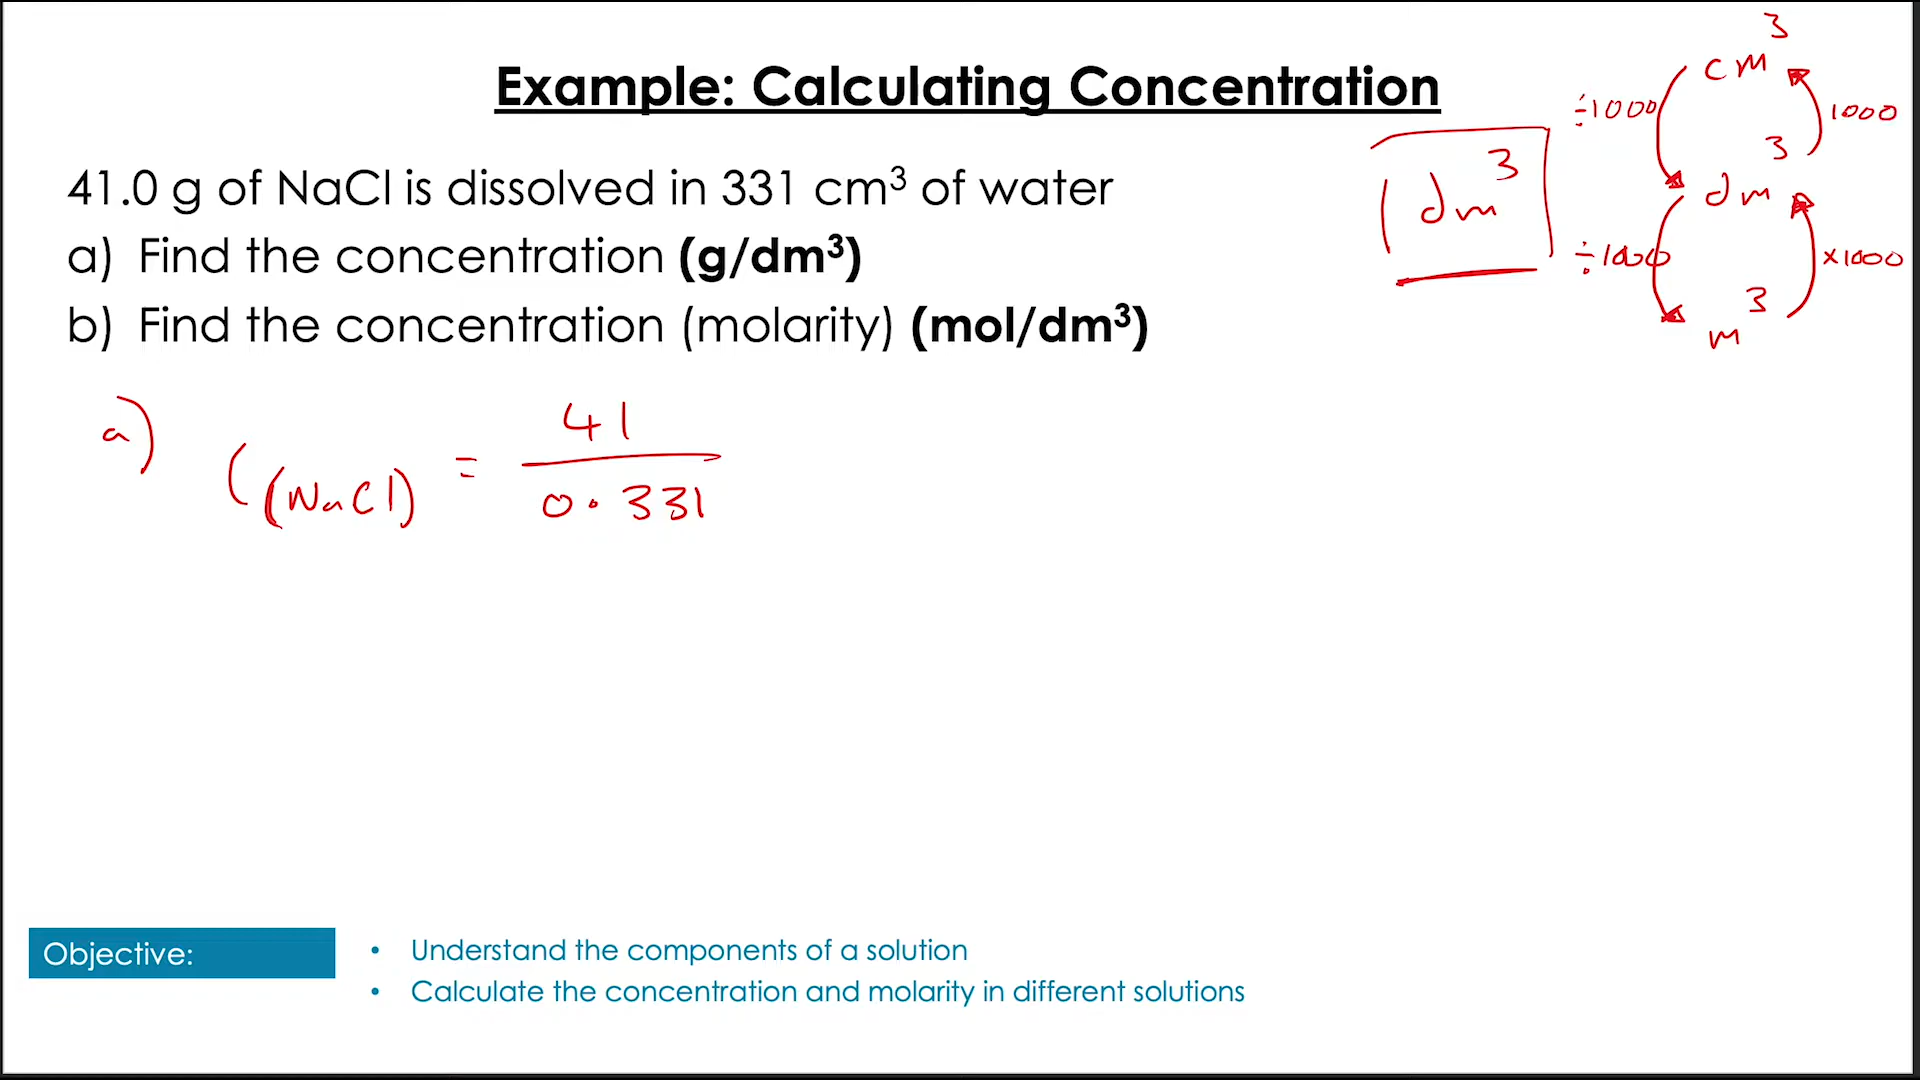 Example: Calculating Concentration
41.0 g of NaCl is dissolved in 331 cm³ of water
a) Find the concentration (g/dm³)
b) Find the concentration (molarity) (mol/dm³)
dm³
cm³
÷1000
1000
dm³
÷1000
×1000
m³
a) C(NaCl) = 41
0.331
Objective:
• Understand the components of a solution
• Calculate the concentration and molarity in different solutions